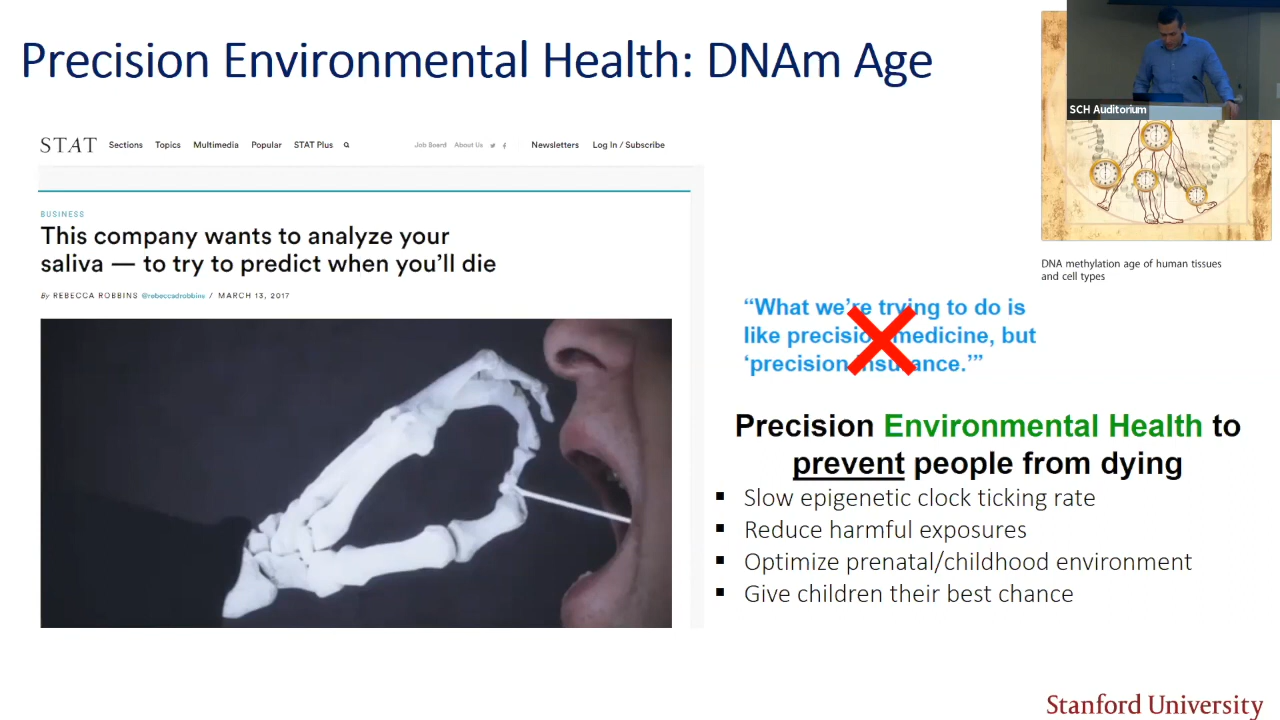 Precision Environmental Health: DNAm Age
SCH Auditorium
STAT Sections Topics Multimedia Popular STAT Plus Job Board About Us Newsletters Log In / Subscribe
BUSINESS
This company wants to analyze your
saliva — to try to predict when you'll die
By REBECCA ROBBINS @rebeccadrobbins / MARCH 13, 2017
DNA methylation age of human tissues
and cell types
“What we're trying to do is
like precision medicine, but
‘precision insurance.’”
Precision Environmental Health to
prevent people from dying
▪ Slow epigenetic clock ticking rate
▪ Reduce harmful exposures
▪ Optimize prenatal/childhood environment
▪ Give children their best chance
Stanford University